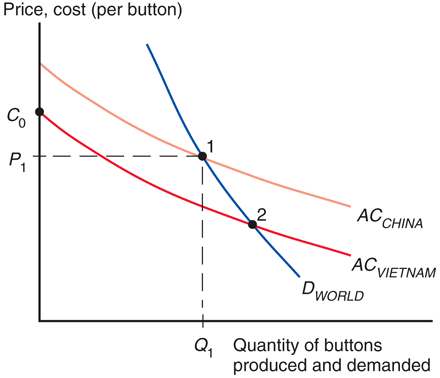 Price, cost (per button)
C0
P1
1
2
ACCHINA
ACVIETNAM
DWORLD
Q1
Quantity of buttons
produced and demanded